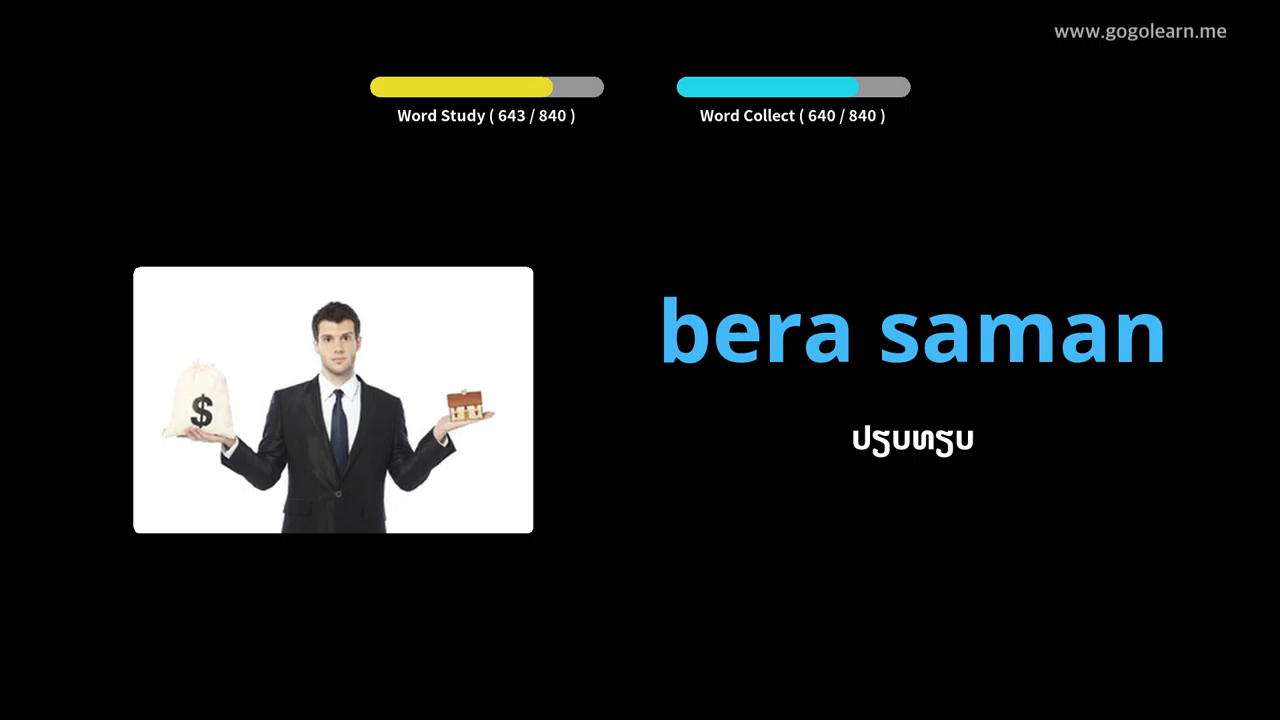 www.gogolearn.me
Word Study ( 643 / 840 )
Word Collect ( 640 / 840 )
$
bera saman
ປຽບທຽບ